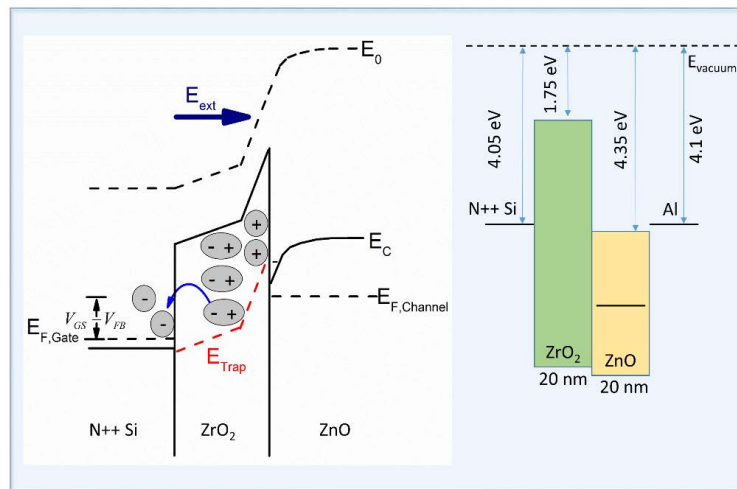 E0
Eext
EC
EF,Channel
VGS – VFB
EF,Gate
ETrap
- + - + - + + + - -
N++ Si
ZrO2
ZnO
Evacuum
4.05 eV
1.75 eV
4.35 eV
4.1 eV
N++ Si
Al
ZrO2
ZnO
20 nm
20 nm